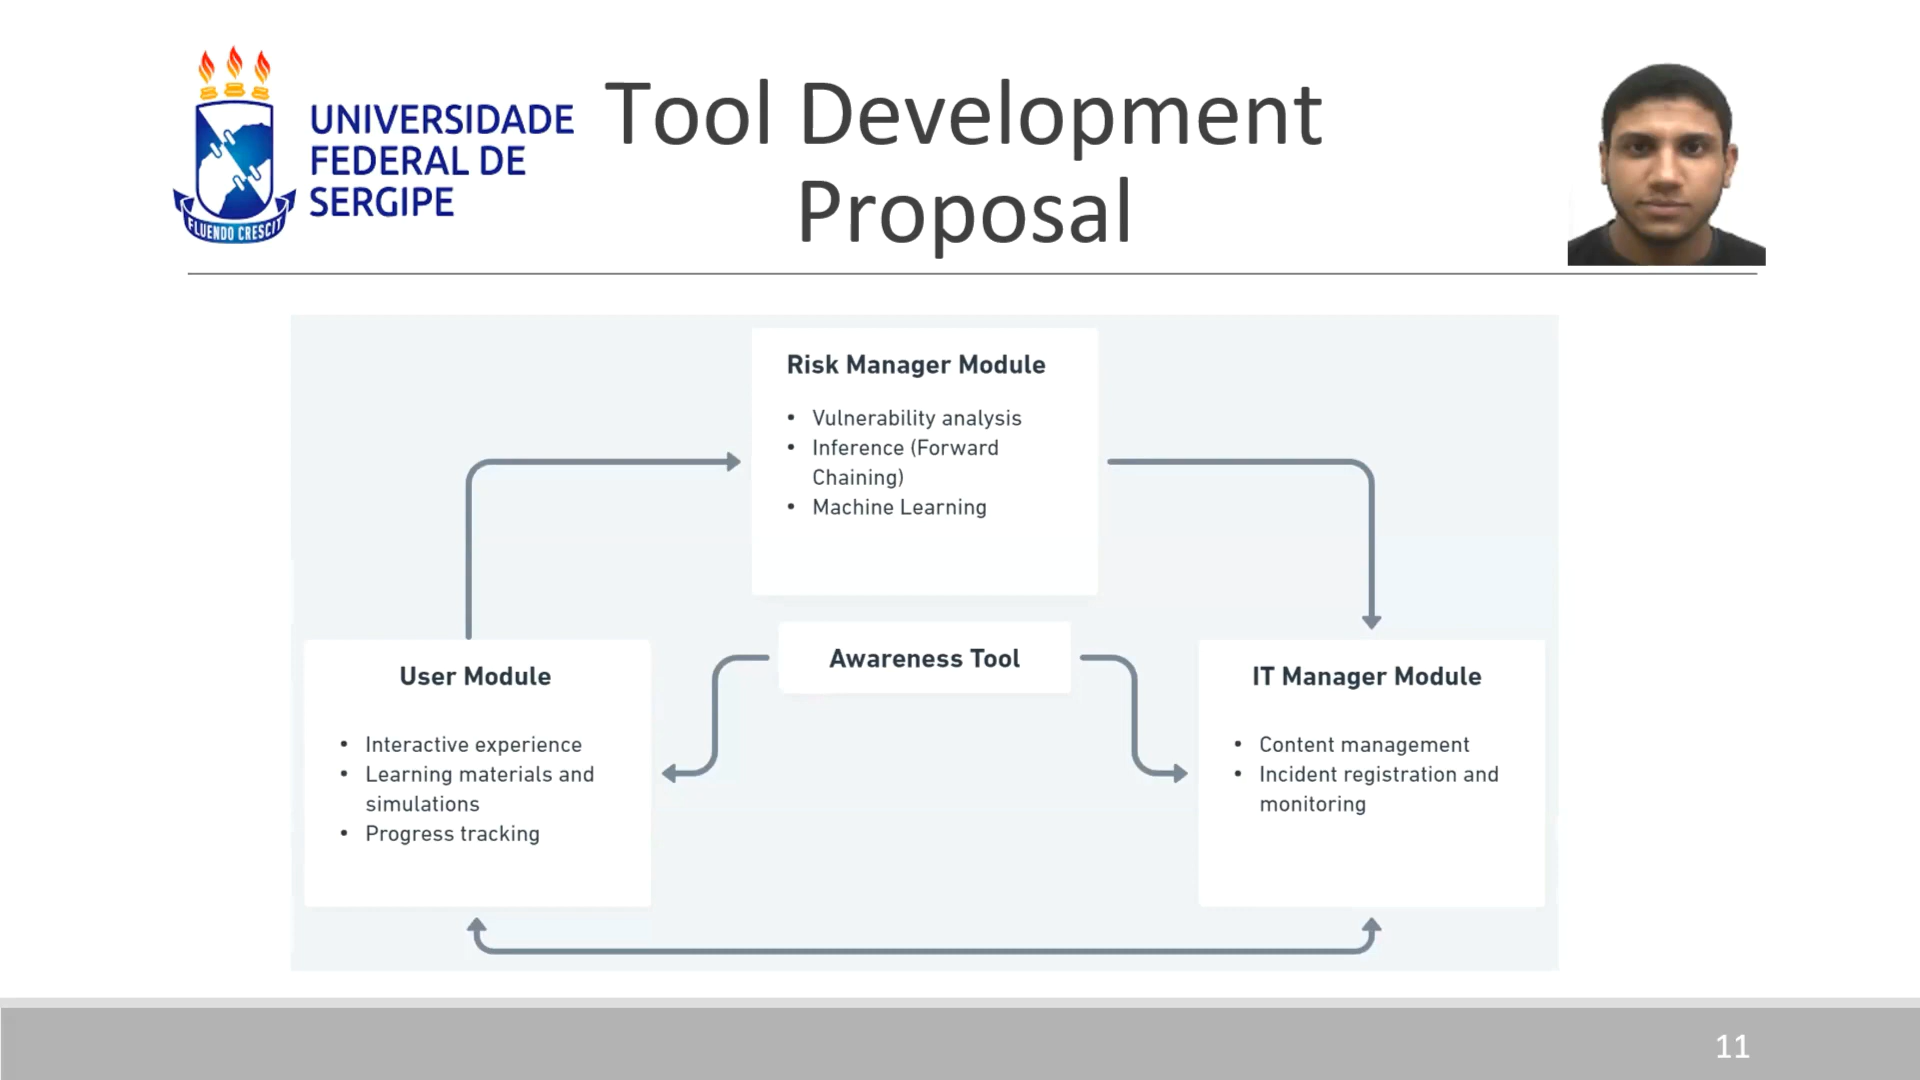 UNIVERSIDADE
FEDERAL DE
SERGIPE
FLUENDO CRESCIT
Tool Development
Proposal
Risk Manager Module
• Vulnerability analysis
• Inference (Forward
Chaining)
• Machine Learning
Awareness Tool
User Module
• Interactive experience
• Learning materials and
simulations
• Progress tracking
IT Manager Module
• Content management
• Incident registration and
monitoring
11